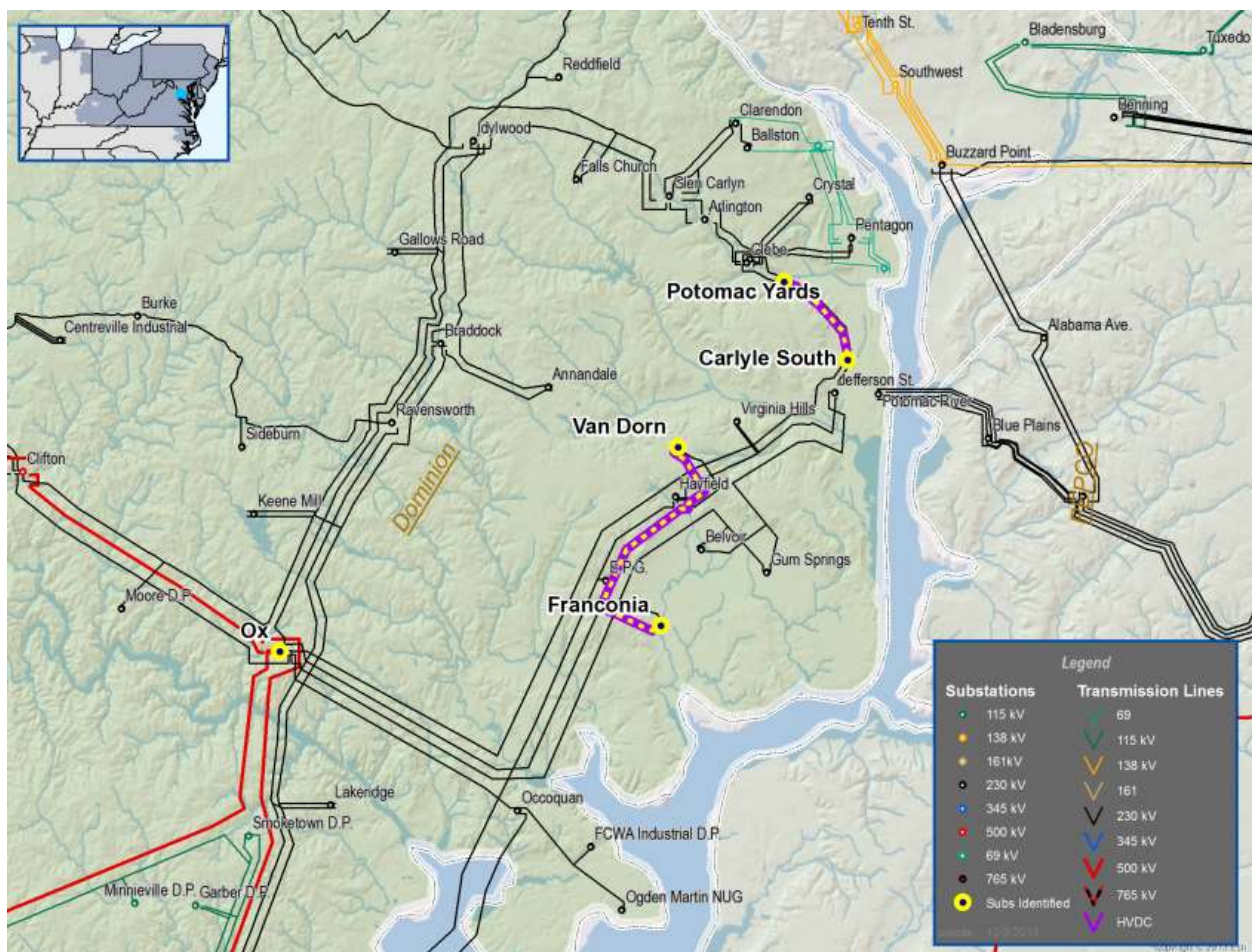 Tenth St.
Bladensburg
Tuxedo
Reddfield
Southwest
Clarendon
Benning
Idylwood
Ballston
Buzzard Point
Falls Church
Glen Carlyn
Crystal
Arlington
Pentagon
Gallows Road
Glebe
Potomac Yards
Burke
Centreville Industrial
Alabama Ave.
Braddock
Carlyle South
Annandale
Jefferson St.
Potomac River
Ravensworth
Virginia Hills
Van Dorn
Blue Plains
Sideburn
Clifton
Dominion
Hayfield
Keene Mill
PEPCO
Belvoir
Gum Springs
E.P.G.
Moore D.P.
Franconia
Ox
Lakeridge
Occoquan
Smoketown D.P.
FCWA Industrial D.P.
Minnieville D.P.
Garber D.P.
Ogden Martin NUG
Legend
Substations
115 kV
138 kV
161kV
230 kV
345 kV
500 kV
69 kV
765 kV
Subs Identified
Transmission Lines
69
115 kV
138 kV
161
230 kV
345 kV
500 kV
765 kV
HVDC